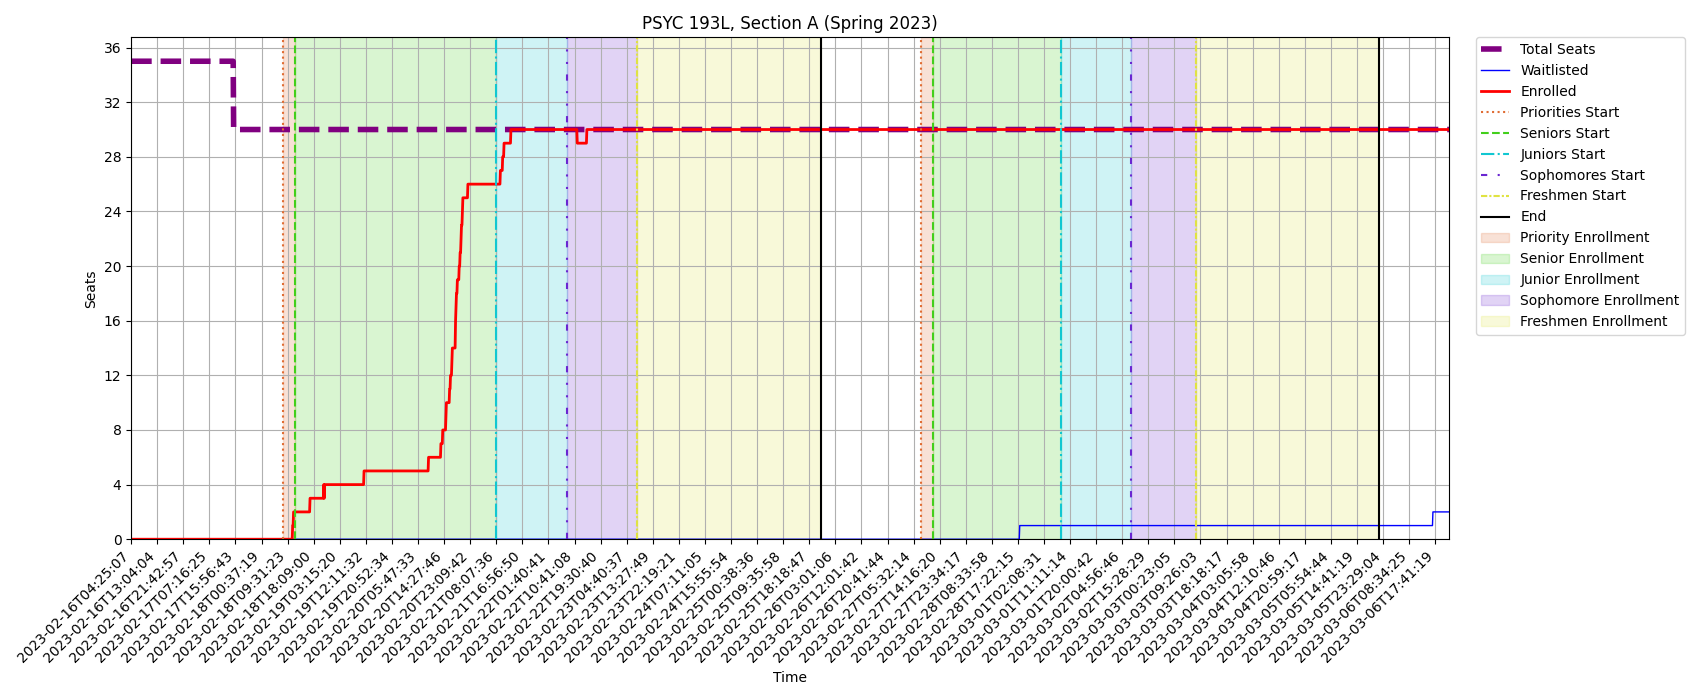 PSYC 193L, Section A (Spring 2023)
Seats
36
32
28
24
20
16
12
8
4
0
2023-02-16T04:25:07
2023-02-16T13:04:04
2023-02-16T21:42:57
2023-02-17T07:16:25
2023-02-17T15:56:43
2023-02-18T00:37:19
2023-02-18T09:31:23
2023-02-18T18:09:00
2023-02-19T03:15:20
2023-02-19T12:11:32
2023-02-19T20:52:34
2023-02-20T05:47:33
2023-02-20T14:27:46
2023-02-20T23:09:42
2023-02-21T08:07:36
2023-02-21T16:56:50
2023-02-22T01:40:41
2023-02-22T10:41:08
2023-02-22T19:30:40
2023-02-23T04:40:37
2023-02-23T13:27:49
2023-02-23T22:19:21
2023-02-24T07:11:05
2023-02-24T15:55:54
2023-02-25T00:38:36
2023-02-25T09:35:58
2023-02-25T18:18:47
2023-02-26T03:01:06
2023-02-26T12:01:42
2023-02-26T20:41:44
2023-02-27T05:32:14
2023-02-27T14:16:20
2023-02-27T23:34:17
2023-02-28T08:33:58
2023-02-28T17:22:15
2023-03-01T02:08:31
2023-03-01T11:11:14
2023-03-01T20:00:42
2023-03-02T04:56:46
2023-03-02T15:28:29
2023-03-03T00:23:05
2023-03-03T09:26:03
2023-03-03T18:18:17
2023-03-04T03:05:58
2023-03-04T12:10:46
2023-03-04T20:59:17
2023-03-05T05:54:44
2023-03-05T14:41:19
2023-03-05T23:29:04
2023-03-06T08:34:25
2023-03-06T17:41:19
Time
Total Seats
Waitlisted
Enrolled
Priorities Start
Seniors Start
Juniors Start
Sophomores Start
Freshmen Start
End
Priority Enrollment
Senior Enrollment
Junior Enrollment
Sophomore Enrollment
Freshmen Enrollment